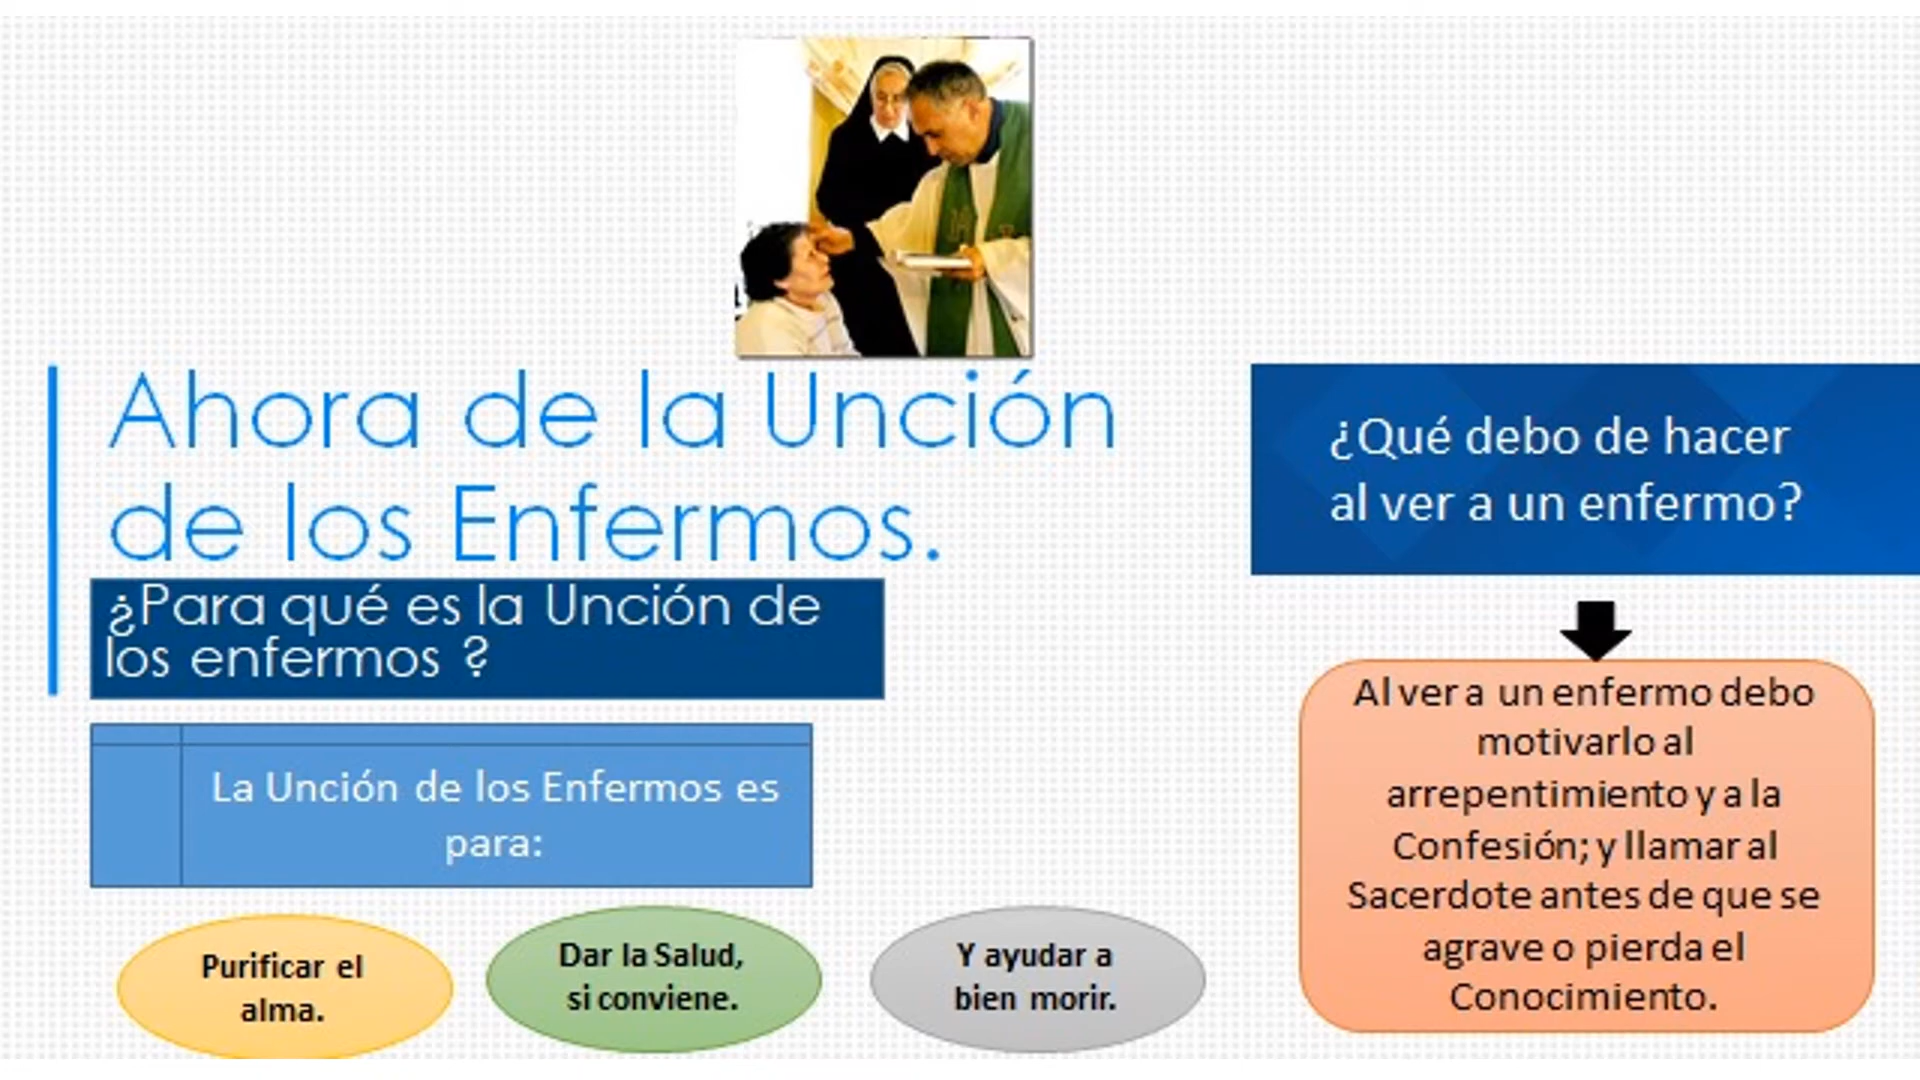 Ahora de la Unción
de los Enfermos.
¿Para qué es la Unción de
los enfermos ?
La Unción de los Enfermos es
para:
Purificar el
alma.
Dar la Salud,
si conviene.
Y ayudar a
bien morir.
¿Qué debo de hacer
al ver a un enfermo?
Al ver a un enfermo debo
motivarlo al
arrepentimiento y a la
Confesión; y llamar al
Sacerdote antes de que se
agrave o pierda el
Conocimiento.